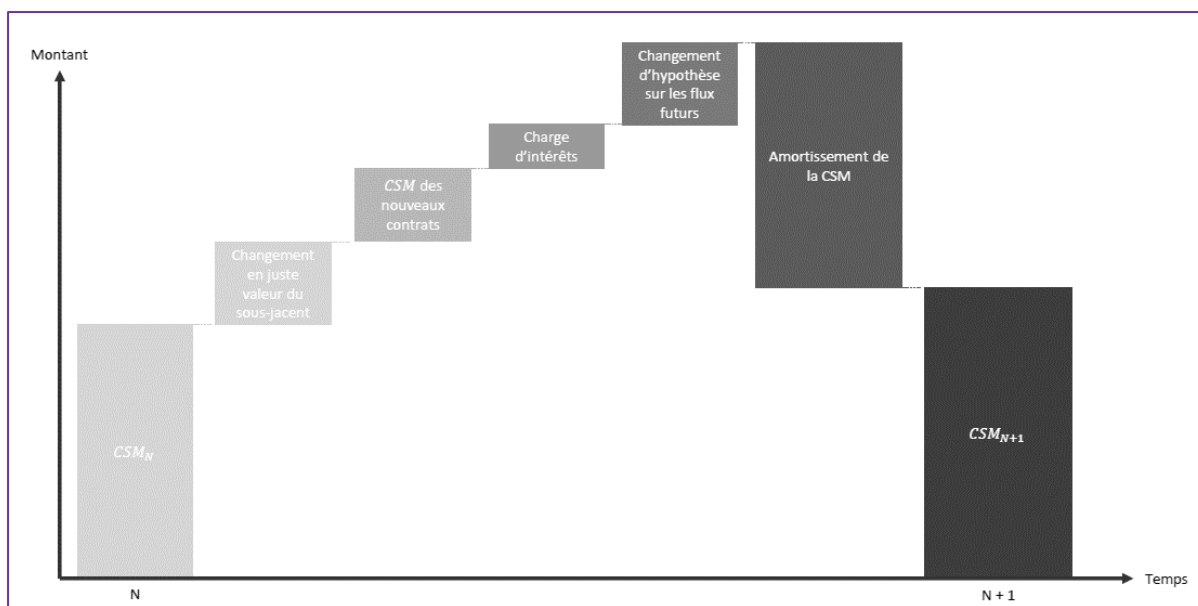 Montant
Changement
d'hypothèse
sur les flux
futurs
Charge
d'intérêts
Amortissement de
la CSM
CSM des
nouveaux
contrats
Changement
en juste
valeur du
sous-jacent
CSM_N
CSM_{N+1}
Temps
N
N + 1